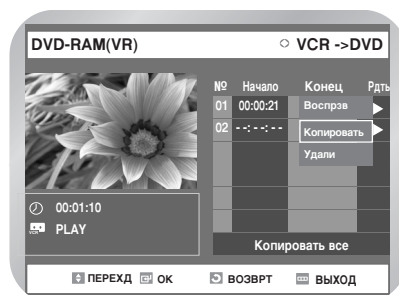 DVD-RAM(VR) VCR ->DVD
№ Начало Конец Рдть
01 00:00:21 Воспрзв
02 --:--:-- Копировать
Удали
00:01:10
VCR PLAY
Копировать все
ПЕРЕХД OK ВОЗВРТ ВЫХОД